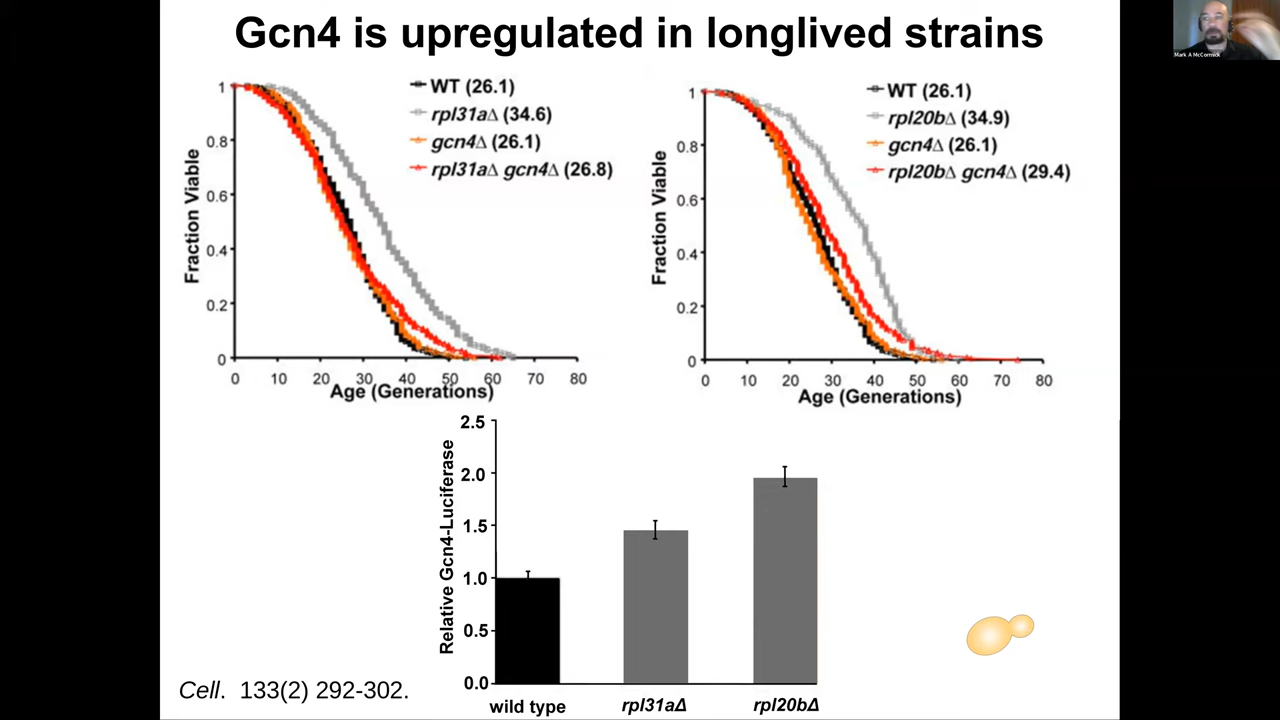 Gcn4 is upregulated in longlived strains
Mark A McCormick
WT (26.1)
rpl31aΔ (34.6)
gcn4Δ (26.1)
rpl31aΔ gcn4Δ (26.8)
Fraction Viable
1
0.8
0.6
0.4
0.2
0
0 10 20 30 40 50 60 70 80
Age (Generations)
WT (26.1)
rpl20bΔ (34.9)
gcn4Δ (26.1)
rpl20bΔ gcn4Δ (29.4)
Fraction Viable
1
0.8
0.6
0.4
0.2
0
0 10 20 30 40 50 60 70 80
Age (Generations)
Relative Gcn4-Luciferase
2.5
2.0
1.5
1.0
0.5
0.0
wild type rpl31aΔ rpl20bΔ
Cell. 133(2) 292-302.